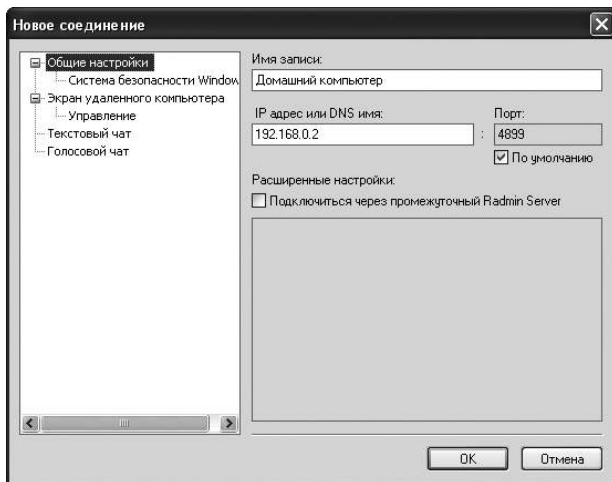 Новое соединение
Общие настройки
Система безопасности Window
Экран удаленного компьютера
Управление
Текстовый чат
Голосовой чат
Имя записи:
Домашний компьютер
IP адрес или DNS имя:
Порт:
192.168.0.2
:
4899
По умолчанию
Расширенные настройки:
Подключиться через промежуточный Radmin Server
OK
Отмена